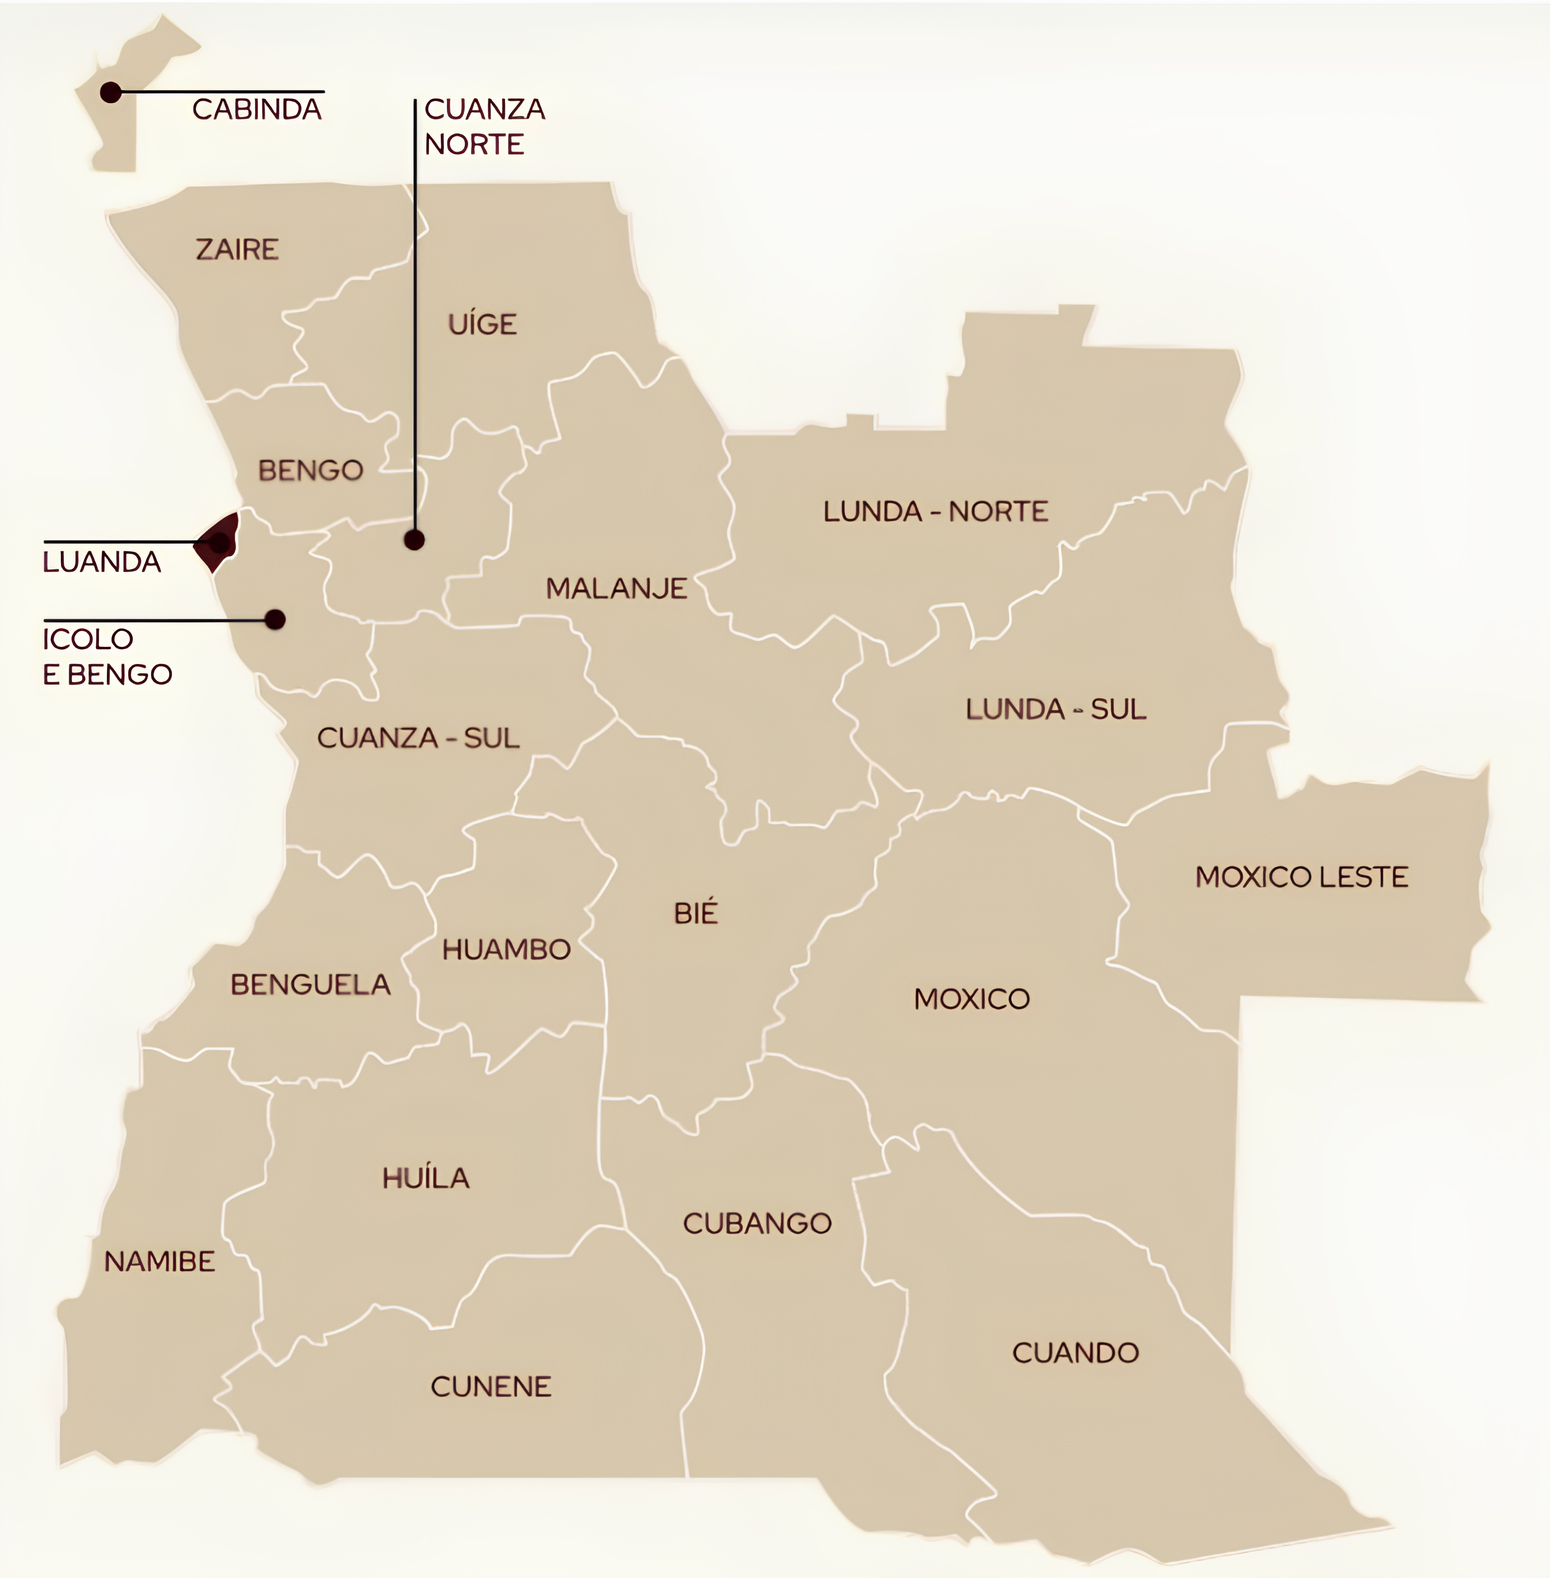 CABINDA
CUANZA
NORTE
ZAIRE
UÍGE
BENGO
LUNDA - NORTE
LUANDA
MALANJE
ICOLO
E BENGO
LUNDA - SUL
CUANZA - SUL
MOXICO LESTE
BIÉ
HUAMBO
BENGUELA
MOXICO
HUÍLA
CUBANGO
NAMIBE
CUANDO
CUNENE